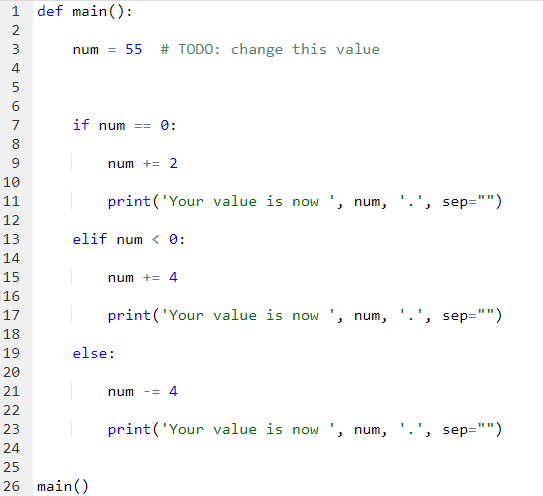 1 def main():
2
3     num = 55  # TODO: change this value
4
5
6
7     if num == 0:
8
9         num += 2
10
11         print('Your value is now ', num, '.', sep="")
12
13     elif num < 0:
14
15         num += 4
16
17         print('Your value is now ', num, '.', sep="")
18
19     else:
20
21         num -= 4
22
23         print('Your value is now ', num, '.', sep="")
24
25
26 main()